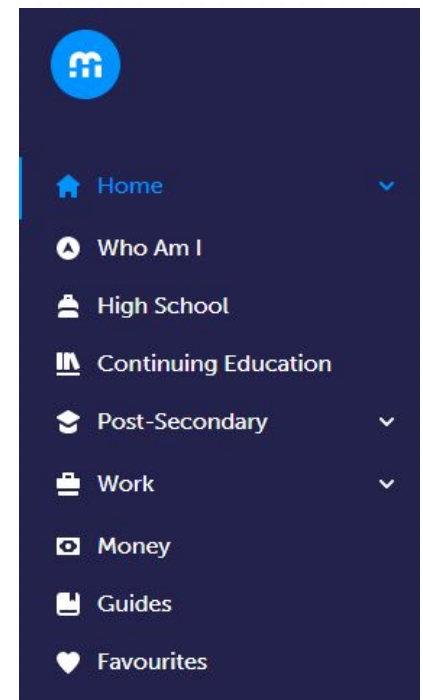 Home
Who Am I
High School
Continuing Education
Post-Secondary
Work
Money
Guides
Favourites